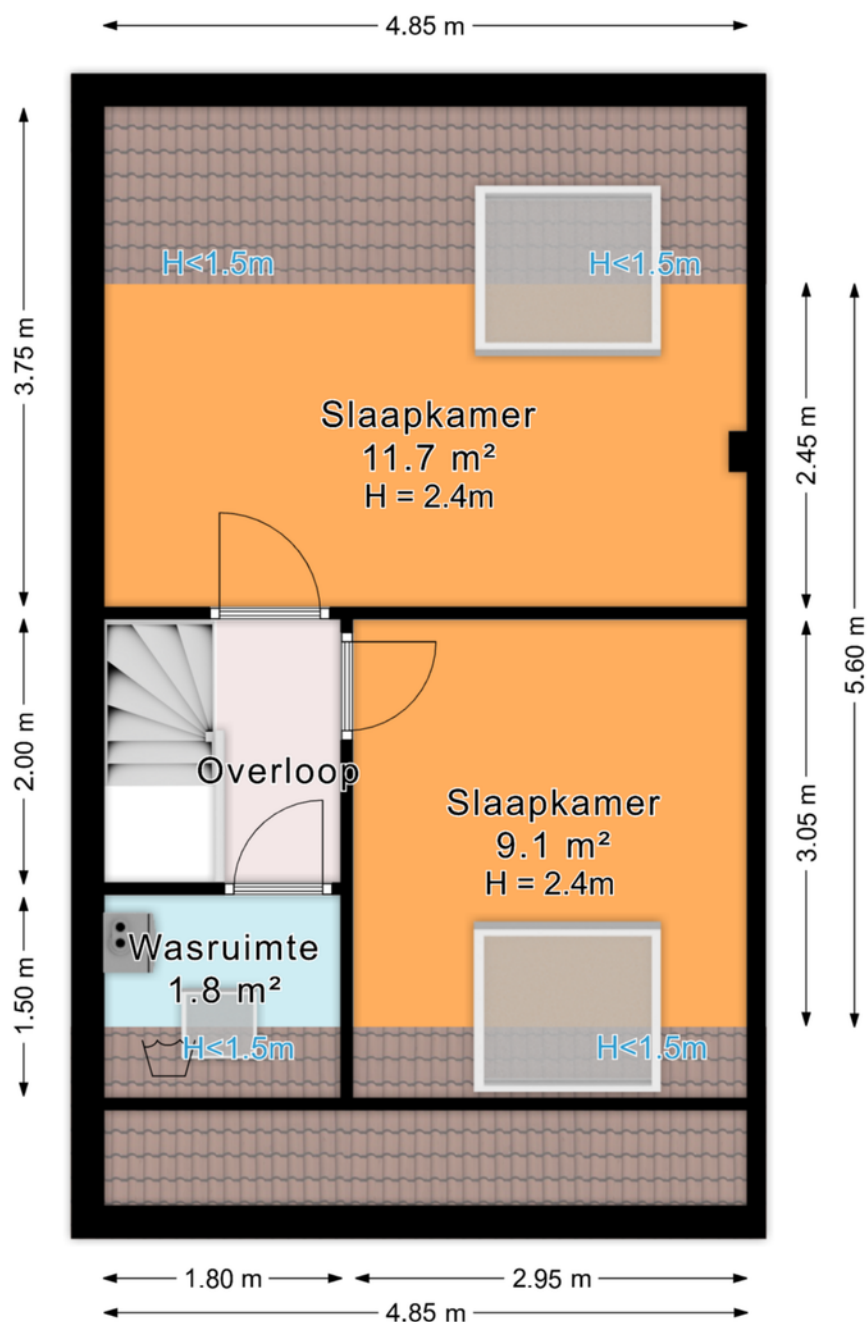 4.85 m
H<1.5m
H<1.5m
3.75 m
Slaapkamer
11.7 m²
H = 2.4m
2.45 m
5.60 m
2.00 m
Overloop
Slaapkamer
9.1 m²
H = 2.4m
3.05 m
Wasruimte
1.8 m²
1.50 m
H<1.5m
H<1.5m
1.80 m
2.95 m
4.85 m